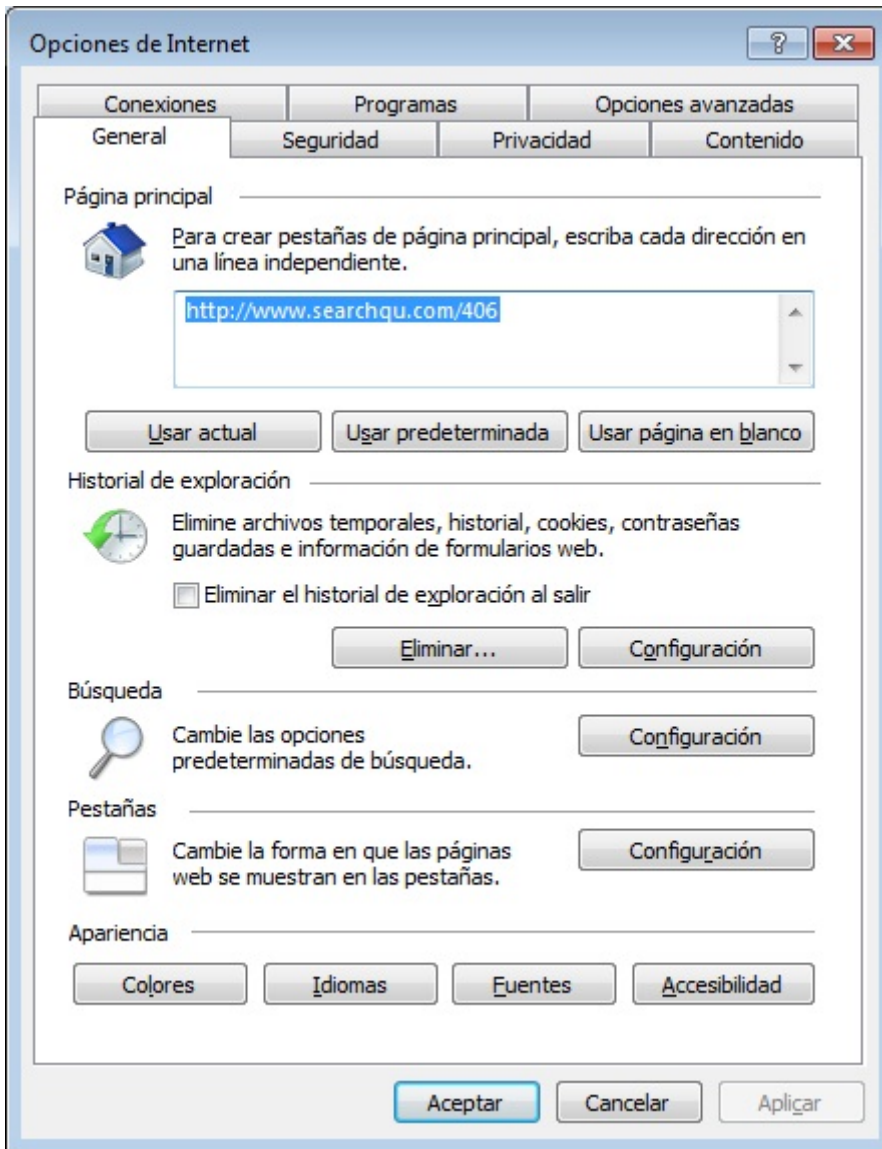 Opciones de Internet
Conexiones Programas Opciones avanzadas
General Seguridad Privacidad Contenido
Página principal
Para crear pestañas de página principal, escriba cada dirección en
una línea independiente.
http://www.searchqu.com/406
Usar actual Usar predeterminada Usar página en blanco
Historial de exploración
Elimine archivos temporales, historial, cookies, contraseñas
guardadas e información de formularios web.
Eliminar el historial de exploración al salir
Eliminar... Configuración
Búsqueda
Cambie las opciones
predeterminadas de búsqueda.
Configuración
Pestañas
Cambie la forma en que las páginas
web se muestran en las pestañas.
Configuración
Apariencia
Colores Idiomas Fuentes Accesibilidad
Aceptar Cancelar Aplicar